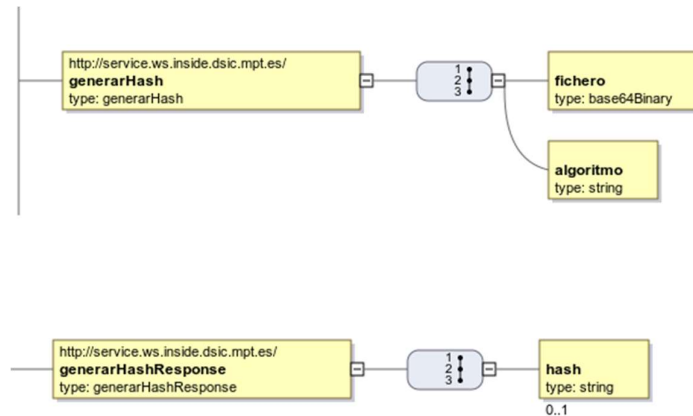 http://service.ws.inside.dsic.mpt.es/
generarHash
type: generarHash
1
2
3
fichero
type: base64Binary
algoritmo
type: string
http://service.ws.inside.dsic.mpt.es/
generarHashResponse
type: generarHashResponse
1
2
3
hash
type: string
0..1